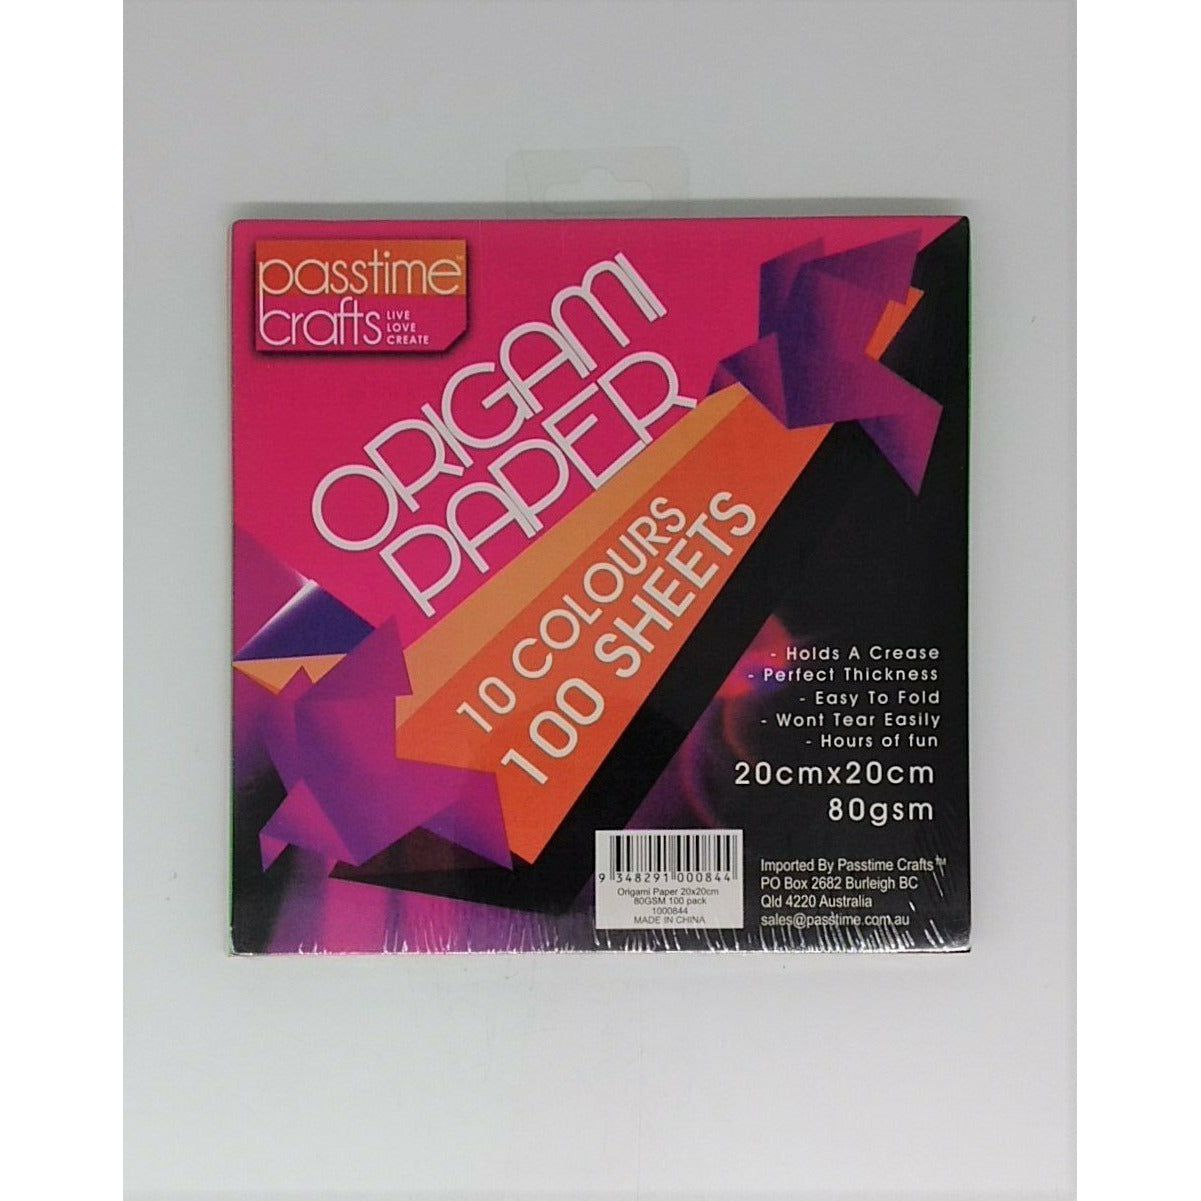 passtime™
crafts LIVE
LOVE
CREATE
ORIGAMI
PAPER
10 COLOURS
100 SHEETS
- Holds A Crease
- Perfect Thickness
- Easy To Fold
- Wont Tear Easily
- Hours of fun
20cmx20cm
80gsm
9 348291 000844
Origami Paper 20x20cm
80GSM 100 pack
1000844
MADE IN CHINA
Imported By Passtime Crafts™
PO Box 2682 Burleigh BC
Qld 4220 Australia
sales@passtime.com.au